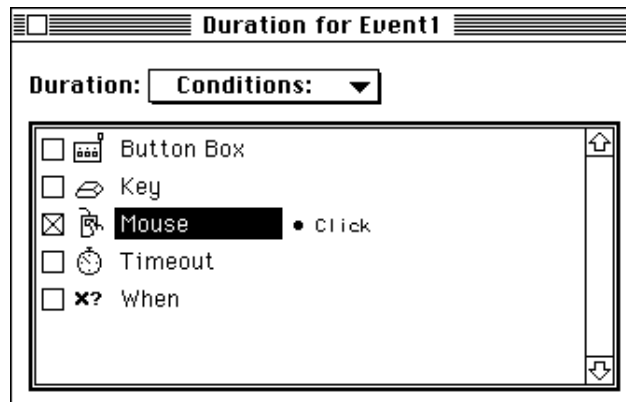 Duration for Event1
Duration: Conditions:
Button Box
Key
Mouse • Click
Timeout
X? When